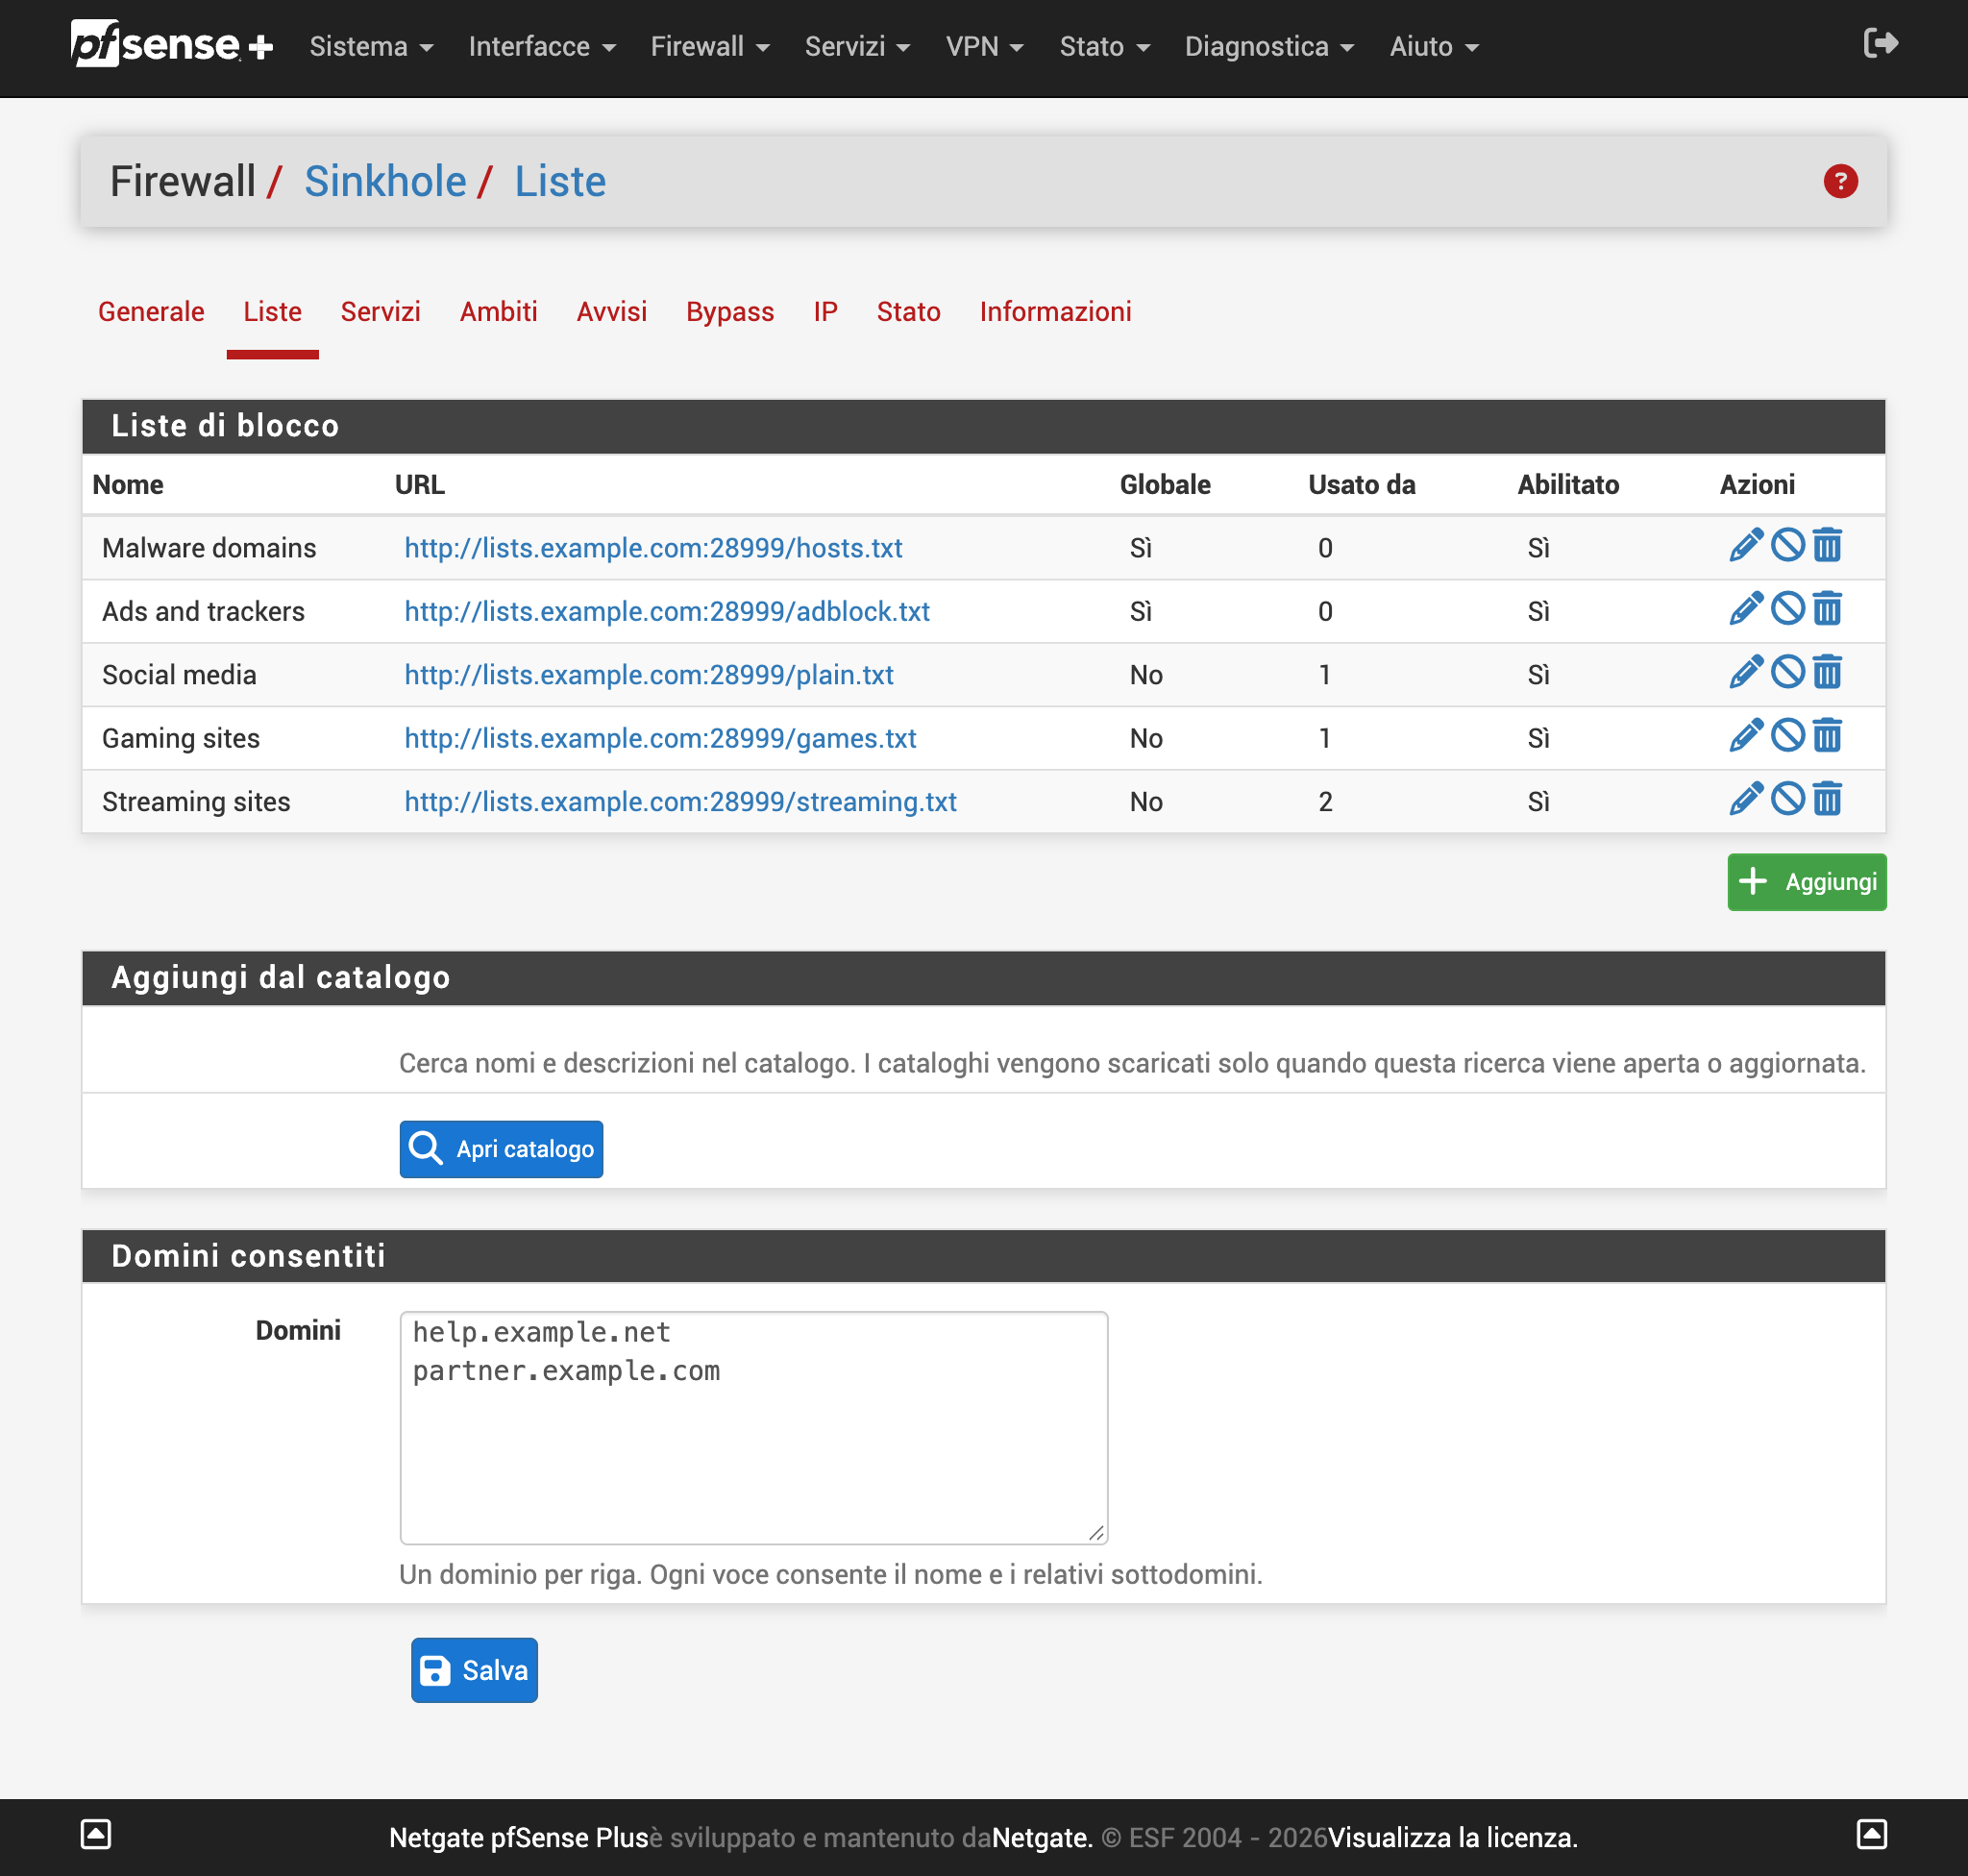 pfsense +
Sistema Interfacce Firewall Servizi VPN Stato Diagnostica Aiuto
Firewall / Sinkhole / Liste
Generale Liste Servizi Ambiti Avvisi Bypass IP Stato Informazioni
Liste di blocco
Nome URL Globale Usato da Abilitato Azioni
Malware domains http://lists.example.com:28999/hosts.txt Sì 0 Sì
Ads and trackers http://lists.example.com:28999/adblock.txt Sì 0 Sì
Social media http://lists.example.com:28999/plain.txt No 1 Sì
Gaming sites http://lists.example.com:28999/games.txt No 1 Sì
Streaming sites http://lists.example.com:28999/streaming.txt No 2 Sì
Aggiungi
Aggiungi dal catalogo
Cerca nomi e descrizioni nel catalogo. I cataloghi vengono scaricati solo quando questa ricerca viene aperta o aggiornata.
Apri catalogo
Domini consentiti
Domini
help.example.net
partner.example.com
Un dominio per riga. Ogni voce consente il nome e i relativi sottodomini.
Salva
Netgate pfSense Plusè sviluppato e mantenuto daNetgate. © ESF 2004 - 2026Visualizza la licenza.